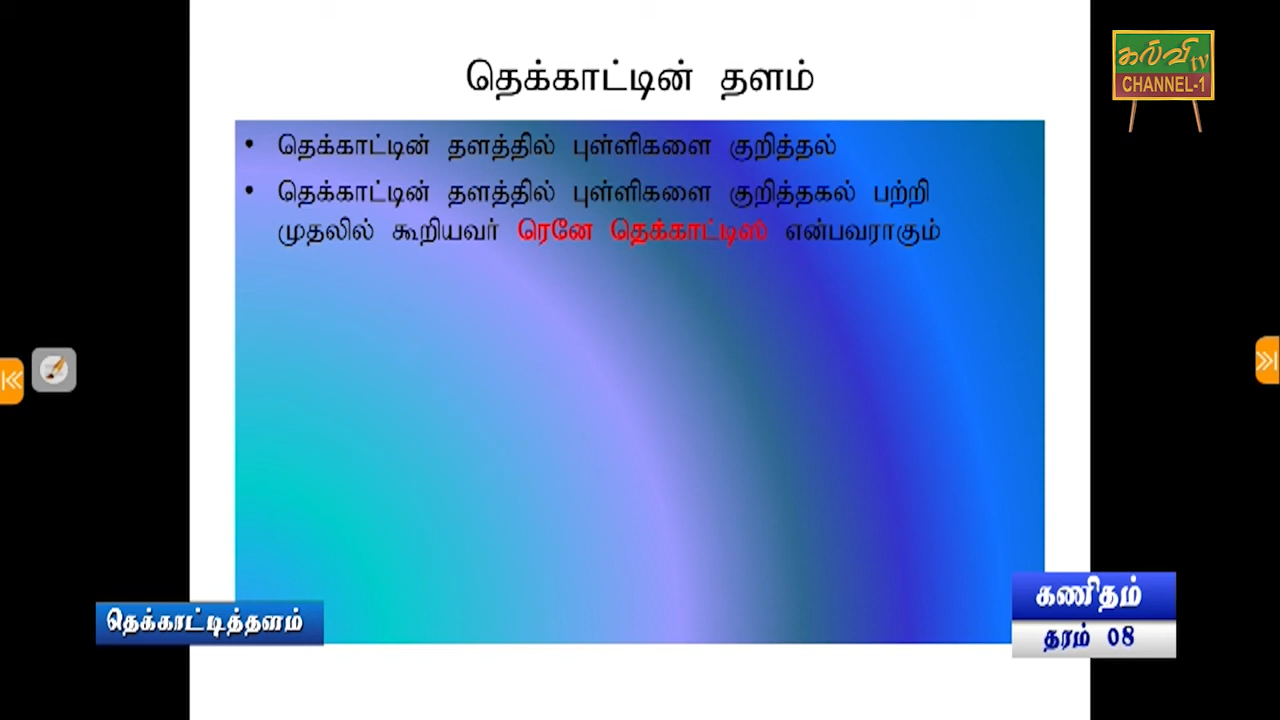 கல்வி tv
CHANNEL-1
தெக்காட்டின் தளம்
• தெக்காட்டின் தளத்தில் புள்ளிகளை குறித்தல்
• தெக்காட்டின் தளத்தில் புள்ளிகளை குறித்தகல் பற்றி
முதலில் கூறியவர் ரெனே தெக்காட்டிஸ் என்பவராகும்
தெக்காட்டித்தளம்
கணிதம்
தரம் 08